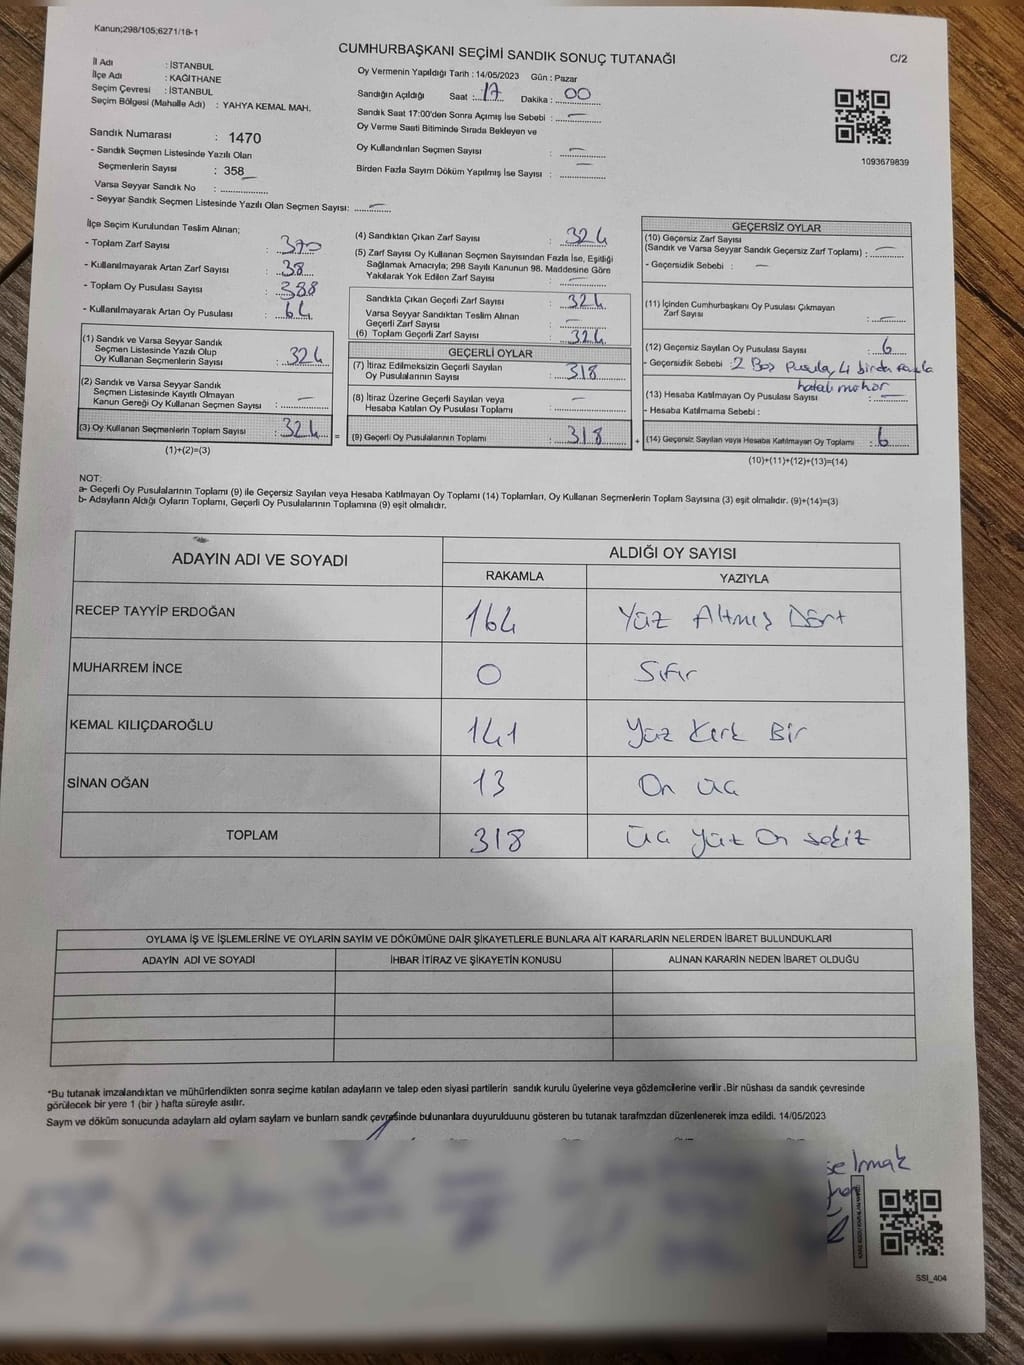 Kanun;298/105;6271/18-1
CUMHURBAŞKANI SEÇİMİ SANDIK SONUÇ TUTANAĞI
C/2
İl Adı : İSTANBUL
İlçe Adı : KAĞITHANE
Seçim Çevresi : İSTANBUL
Seçim Bölgesi (Mahalle Adı) : YAHYA KEMAL MAH.
Sandık Numarası : 1470
- Sandık Seçmen Listesinde Yazılı Olan
Seçmenlerin Sayısı : 358
Varsa Seyyar Sandık No :
- Seyyar Sandık Seçmen Listesinde Yazılı Olan Seçmen Sayısı: —
Oy Vermenin Yapıldığı Tarih : 14/05/2023 Gün : Pazar
Sandığın Açıldığı Saat : 17 Dakika : 00
Sandık Saat 17:00'den Sonra Açımış İse Sebebi : —
Oy Verme Saati Bitiminde Sırada Bekleyen ve
Oy Kullandırılan Seçmen Sayısı : —
Birden Fazla Sayım Döküm Yapılmış İse Sayısı : —
1093679839
İlçe Seçim Kurulundan Teslim Alınan;
- Toplam Zarf Sayısı : 370
- Kullanılmayarak Artan Zarf Sayısı : 38
- Toplam Oy Pusulası Sayısı : 388
- Kullanılmayarak Artan Oy Pusulası : 64
(1) Sandık ve Varsa Seyyar Sandık
Seçmen Listesinde Yazılı Olup
Oy Kullanan Seçmenlerin Sayısı : 324
(2) Sandık ve Varsa Seyyar Sandık
Seçmen Listesinde Kayıtlı Olmayan
Kanun Gereği Oy Kullanan Seçmen Sayısı : —
(3) Oy Kullanan Seçmenlerin Toplam Sayısı : 324
(1)+(2)=(3)
(4) Sandıktan Çıkan Zarf Sayısı : 324
(5) Zarf Sayısı Oy Kullanan Seçmen Sayısından Fazla İse, Eşitliği
Sağlamak Amacıyla; 298 Sayılı Kanunun 98. Maddesine Göre
Yakılarak Yok Edilen Zarf Sayısı : —
Sandıkta Çıkan Geçerli Zarf Sayısı : 324
Varsa Seyyar Sandıktan Teslim Alınan
Geçerli Zarf Sayısı : —
(6) Toplam Geçerli Zarf Sayısı : 324
GEÇERLİ OYLAR
(7) İtiraz Edilmeksizin Geçerli Sayılan
Oy Pusulalarının Sayısı : 318
(8) İtiraz Üzerine Geçerli Sayılan veya
Hesaba Katılan Oy Pusulası Toplamı : —
= (9) Geçerli Oy Pusulalarının Toplamı : 318 +
GEÇERSİZ OYLAR
(10) Geçersiz Zarf Sayısı
(Sandık ve Varsa Seyyar Sandık Geçersiz Zarf Toplamı) : —
- Geçersizlik Sebebi : —
(11) İçinden Cumhurbaşkanı Oy Pusulası Çıkmayan
Zarf Sayısı : —
(12) Geçersiz Sayılan Oy Pusulası Sayısı : 6
- Geçersizlik Sebebi : 2 Boş Pusula, 4 birden fazla
hatalı mühür
(13) Hesaba Katılmayan Oy Pusulası Sayısı : —
- Hesaba Katılmama Sebebi :
(14) Geçersiz Sayılan veya Hesaba Katılmayan Oy Toplamı : 6
(10)+(11)+(12)+(13)=(14)
NOT:
a- Geçerli Oy Pusulalarının Toplamı (9) ile Geçersiz Sayılan veya Hesaba Katılmayan Oy Toplamı (14) Toplamları, Oy Kullanan Seçmenlerin Toplam Sayısına (3) eşit olmalıdır. (9)+(14)=(3)
b- Adayların Aldığı Oyların Toplamı, Geçerli Oy Pusulalarının Toplamına (9) eşit olmalıdır.
ADAYIN ADI VE SOYADI ALDIĞI OY SAYISI
RAKAMLA YAZIYLA
RECEP TAYYİP ERDOĞAN 164 Yüz Altmış Dört
MUHARREM İNCE 0 Sıfır
KEMAL KILIÇDAROĞLU 141 Yüz Kırk Bir
SİNAN OĞAN 13 On üç
TOPLAM 318 üç yüz On sekiz
OYLAMA İŞ VE İŞLEMLERİNE VE OYLARIN SAYIM VE DÖKÜMÜNE DAİR ŞİKAYETLERLE BUNLARA AİT KARARLARIN NELERDEN İBARET BULUNDUKLARI
ADAYIN ADI VE SOYADI İHBAR İTİRAZ VE ŞİKAYETİN KONUSU ALINAN KARARIN NEDEN İBARET OLDUĞU
*Bu tutanak imzalandıktan ve mühürlendikten sonra seçime katılan adayların ve talep eden siyasi partilerin sandık kurulu üyelerine veya gözlemcilerine verilir .Bir nüshası da sandık çevresinde
görülecek bir yere 1 (bir ) hafta süreyle asılır.
Saym ve döküm sonucunda adaylarn ald oylarn saylarn ve bunlarn sandk çevresinde bulunanlara duyurulduunu gösteren bu tutanak tarafmzdan düzenlenerek imza edildi. 14/05/2023
SSI_404